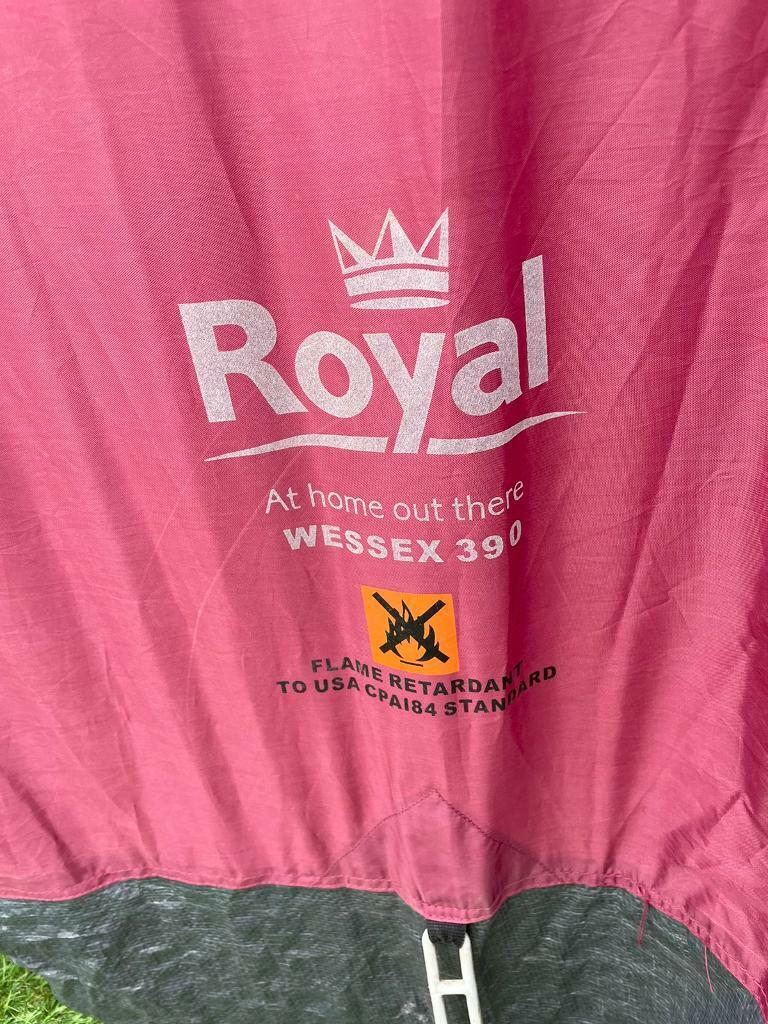 Royal
At home out there
WESSEX 390
FLAME RETARDANT
TO USA CPAI84 STANDARD